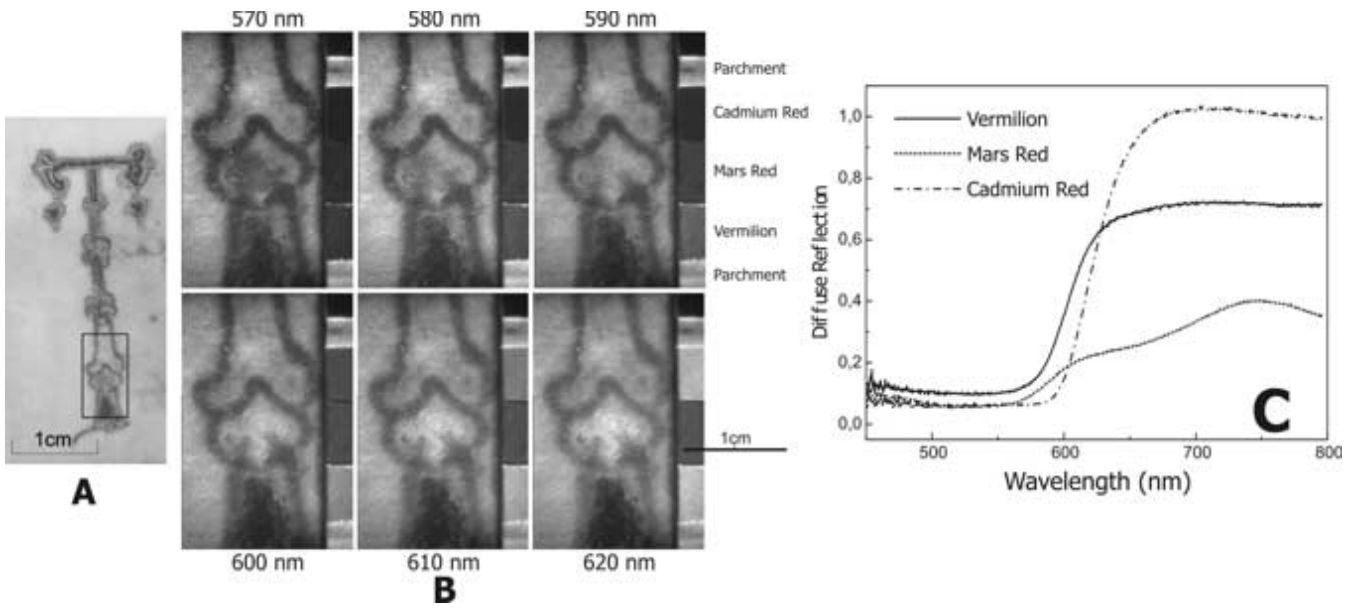 570 nm 580 nm 590 nm
Parchment
Cadmium Red
Mars Red
Vermilion
Parchment
1cm
A
1cm
600 nm 610 nm 620 nm
B
Vermilion
Mars Red
Cadmium Red
C
Diffuse Reflection
1,0
0,8
0,6
0,4
0,2
0,0
500 600 700 800
Wavelength (nm)